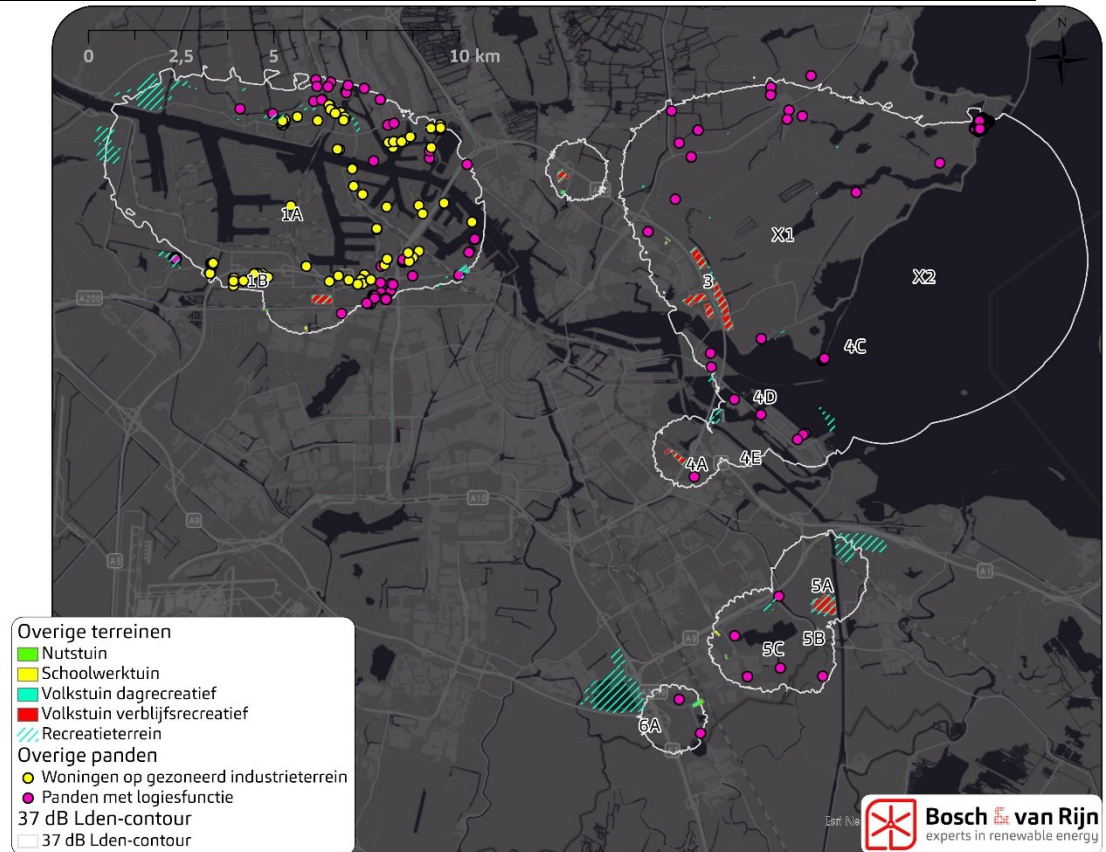 N
0 2,5 5 10 km
1A
X1
X2
1B
3
A200
4C
4D
4A
4E
A10
A9
A5
5A
A1
5B
5C
A9
6A
Overige terreinen
Nutstuin
Schoolwerktuin
Volkstuin dagrecreatief
Volkstuin verblijfsrecreatief
Recreatieterrein
Overige panden
Woningen op gezoneerd industrieterrein
Panden met logiesfunctie
37 dB Lden-contour
37 dB Lden-contour
Bosch & van Rijn
experts in renewable energy